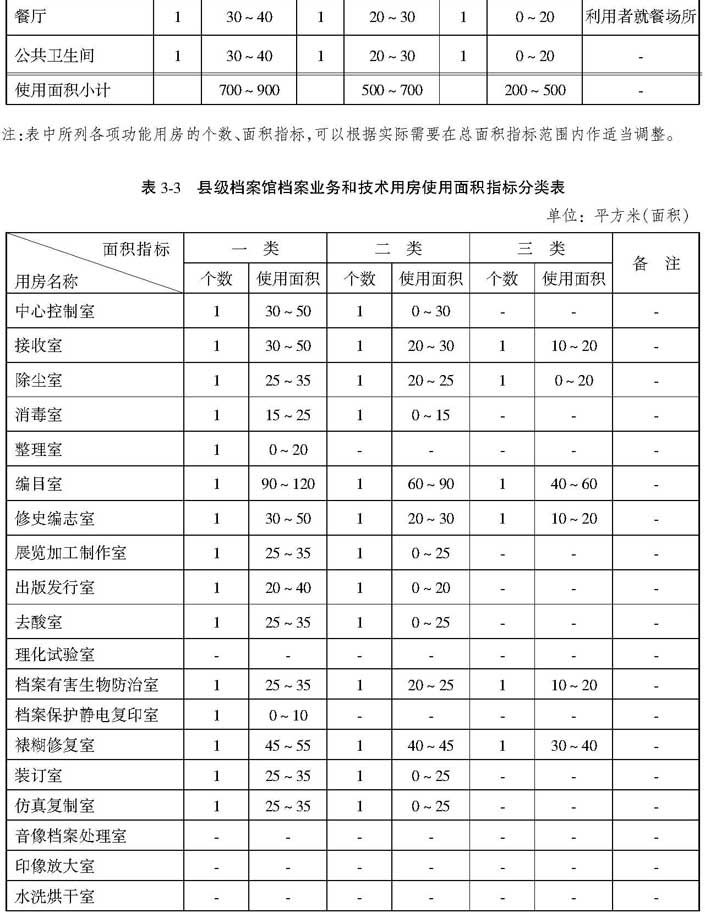 餐厅 1 30~40 1 20~30 1 0~20 利用者就餐场所
公共卫生间 1 30~40 1 20~30 1 0~20 -
使用面积小计 700~900 500~700 200~500 -
注:表中所列各项功能用房的个数、面积指标,可以根据实际需要在总面积指标范围内作适当调整。
表 3-3 县级档案馆档案业务和技术用房使用面积指标分类表
单位: 平方米(面积)
面积指标 一 类 二 类 三 类 备 注
用房名称 个数 使用面积 个数 使用面积 个数 使用面积
中心控制室 1 30~50 1 0~30 - - -
接收室 1 30~50 1 20~30 1 10~20 -
除尘室 1 25~35 1 20~25 1 0~20 -
消毒室 1 15~25 1 0~15 - - -
整理室 1 0~20 - - - - -
编目室 1 90~120 1 60~90 1 40~60 -
修史编志室 1 30~50 1 20~30 1 10~20 -
展览加工制作室 1 25~35 1 0~25 - - -
出版发行室 1 20~40 1 0~20 - - -
去酸室 1 25~35 1 0~25 - - -
理化试验室 - - - - - - -
档案有害生物防治室 1 25~35 1 20~25 1 10~20 -
档案保护静电复印室 1 0~10 - - - - -
裱糊修复室 1 45~55 1 40~45 1 30~40 -
装订室 1 25~35 1 0~25 - - -
仿真复制室 1 25~35 1 0~25 - - -
音像档案处理室 - - - - - - -
印像放大室 - - - - - - -
水洗烘干室 - - - - - - -